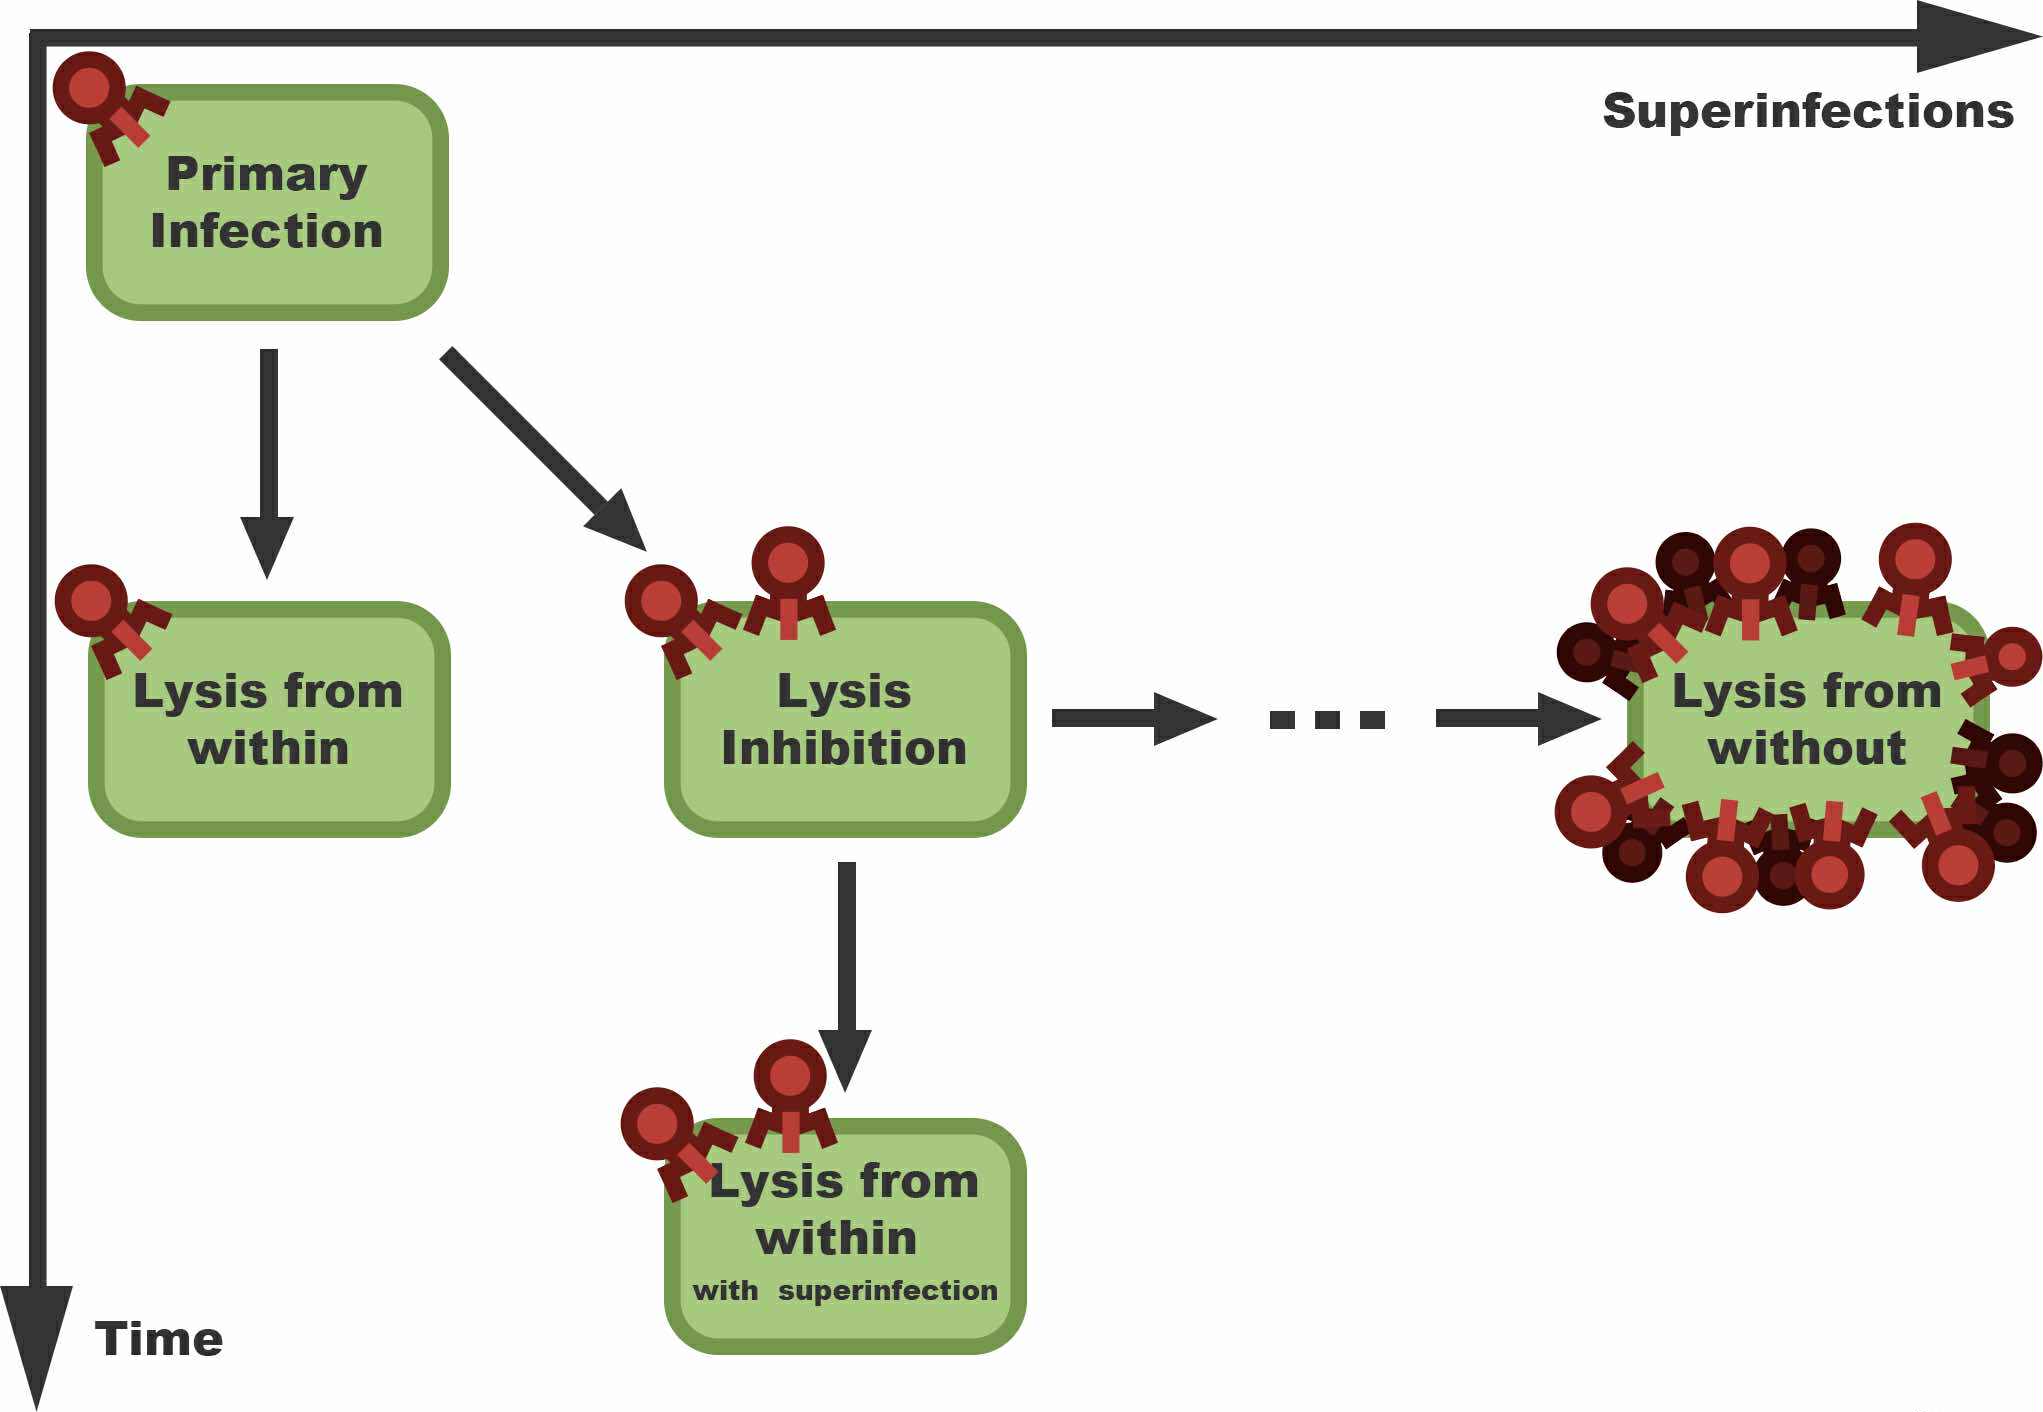 Superinfections
Primary
Infection
Lysis from
within
Lysis
Inhibition
Lysis from
without
Lysis from
within
with superinfection
Time